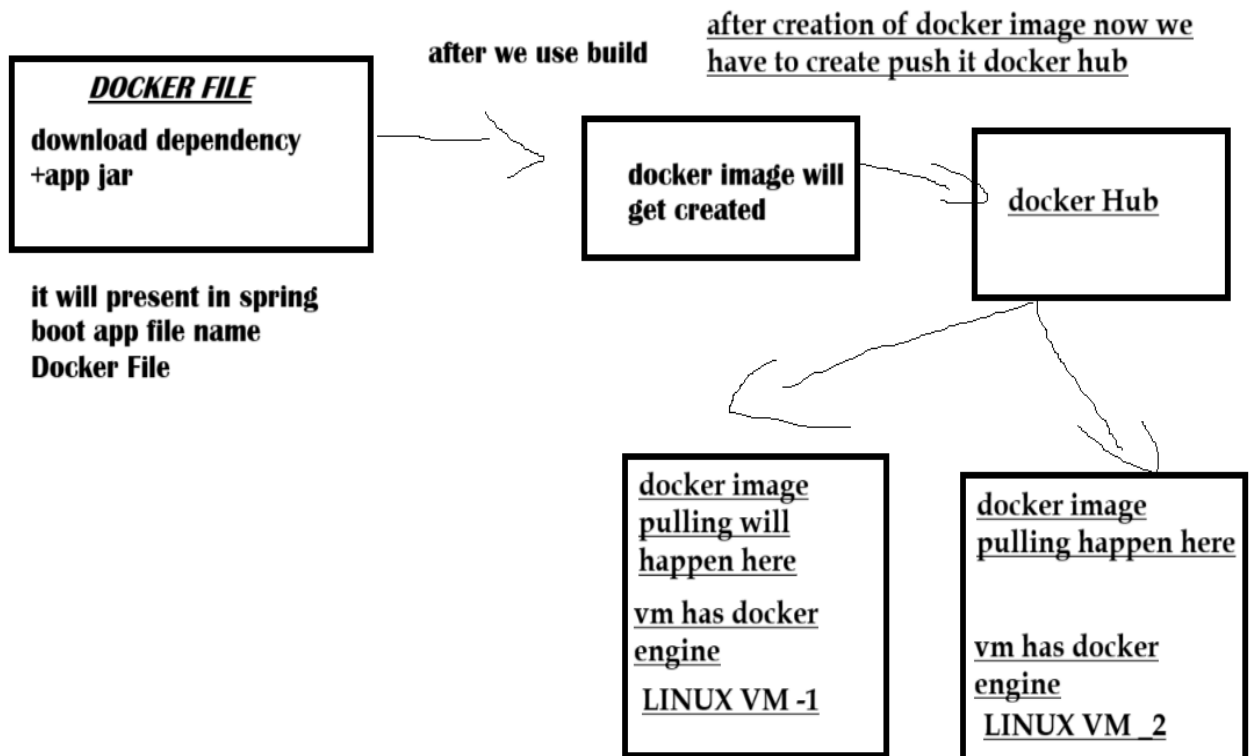 DOCKER FILE
download dependency
+app jar
it will present in spring
boot app file name
Docker File
after we use build
docker image will
get created
after creation of docker image now we
have to create push it docker hub
docker Hub
docker image
pulling will
happen here
vm has docker
engine
LINUX VM -1
docker image
pulling happen here
vm has docker
engine
LINUX VM _2